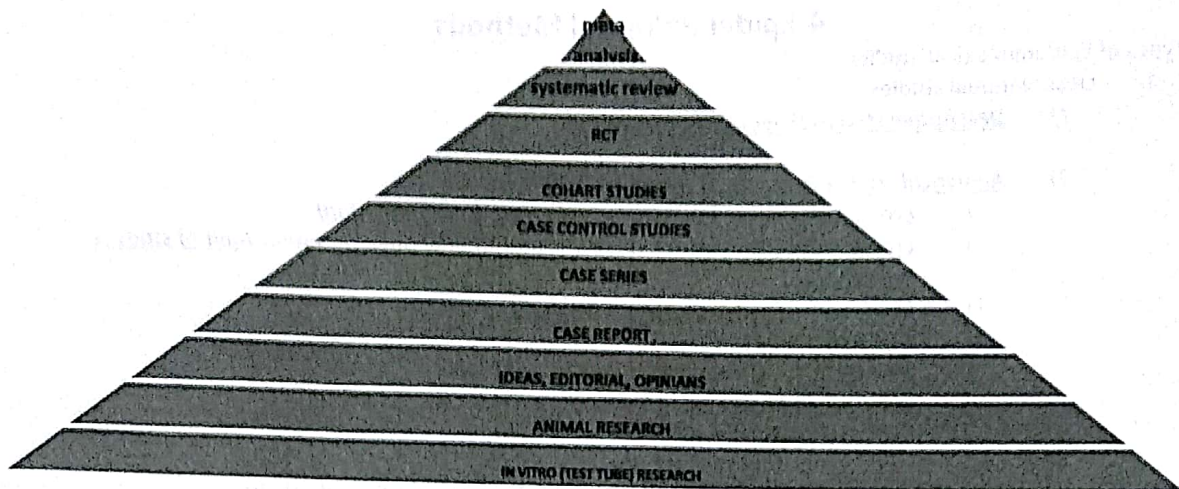 meta
analysis
systematic review
RCT
COHART STUDIES
CASE CONTROL STUDIES
CASE SERIES
CASE REPORT
IDEAS, EDITORIAL, OPINIANS
ANIMAL RESEARCH
IN VITRO (TEST TUBE) RESEARCH